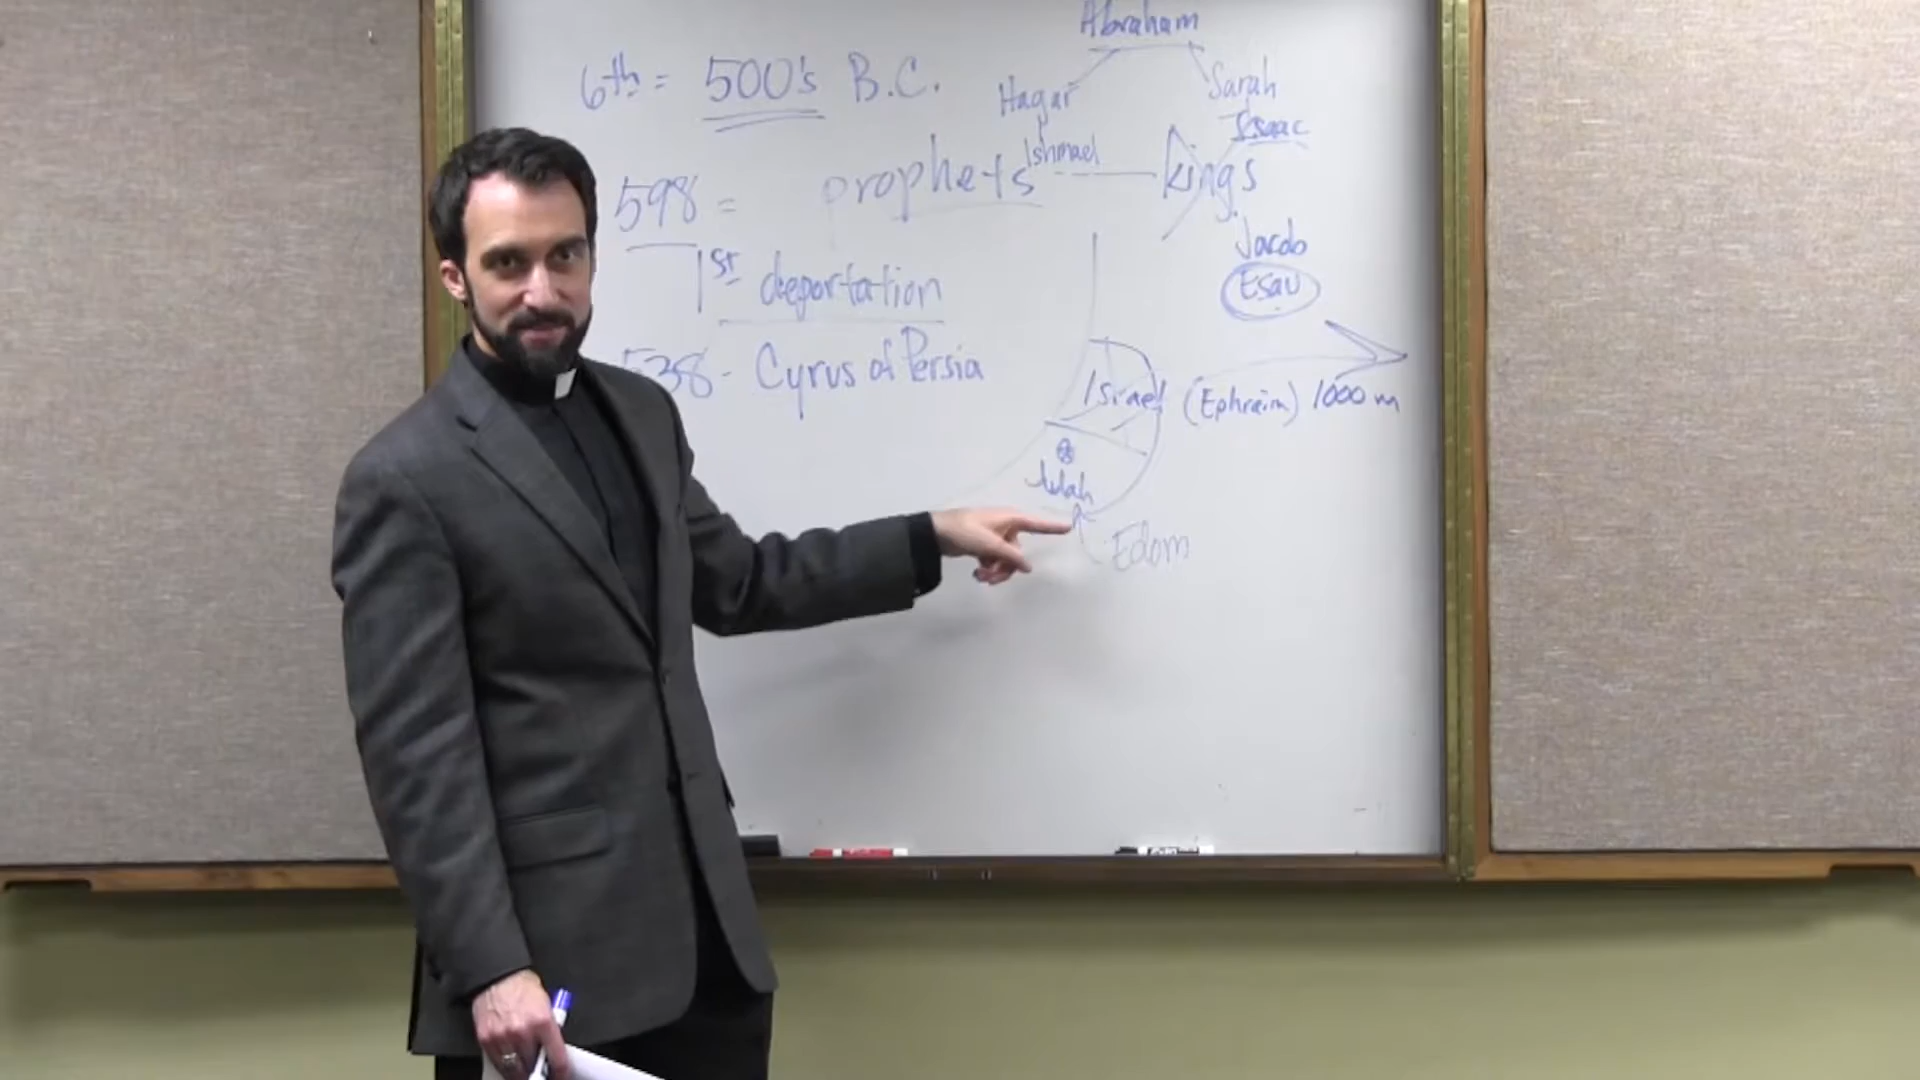 Abraham
6th = 500's B.C.
Hagar
Sarah
Isaac
Ishmael
598 = prophets kings
1st deportation
Jacob
Esau
538 - Cyrus of Persia
Israel (Ephraim) 1000 m
Judah
Edom